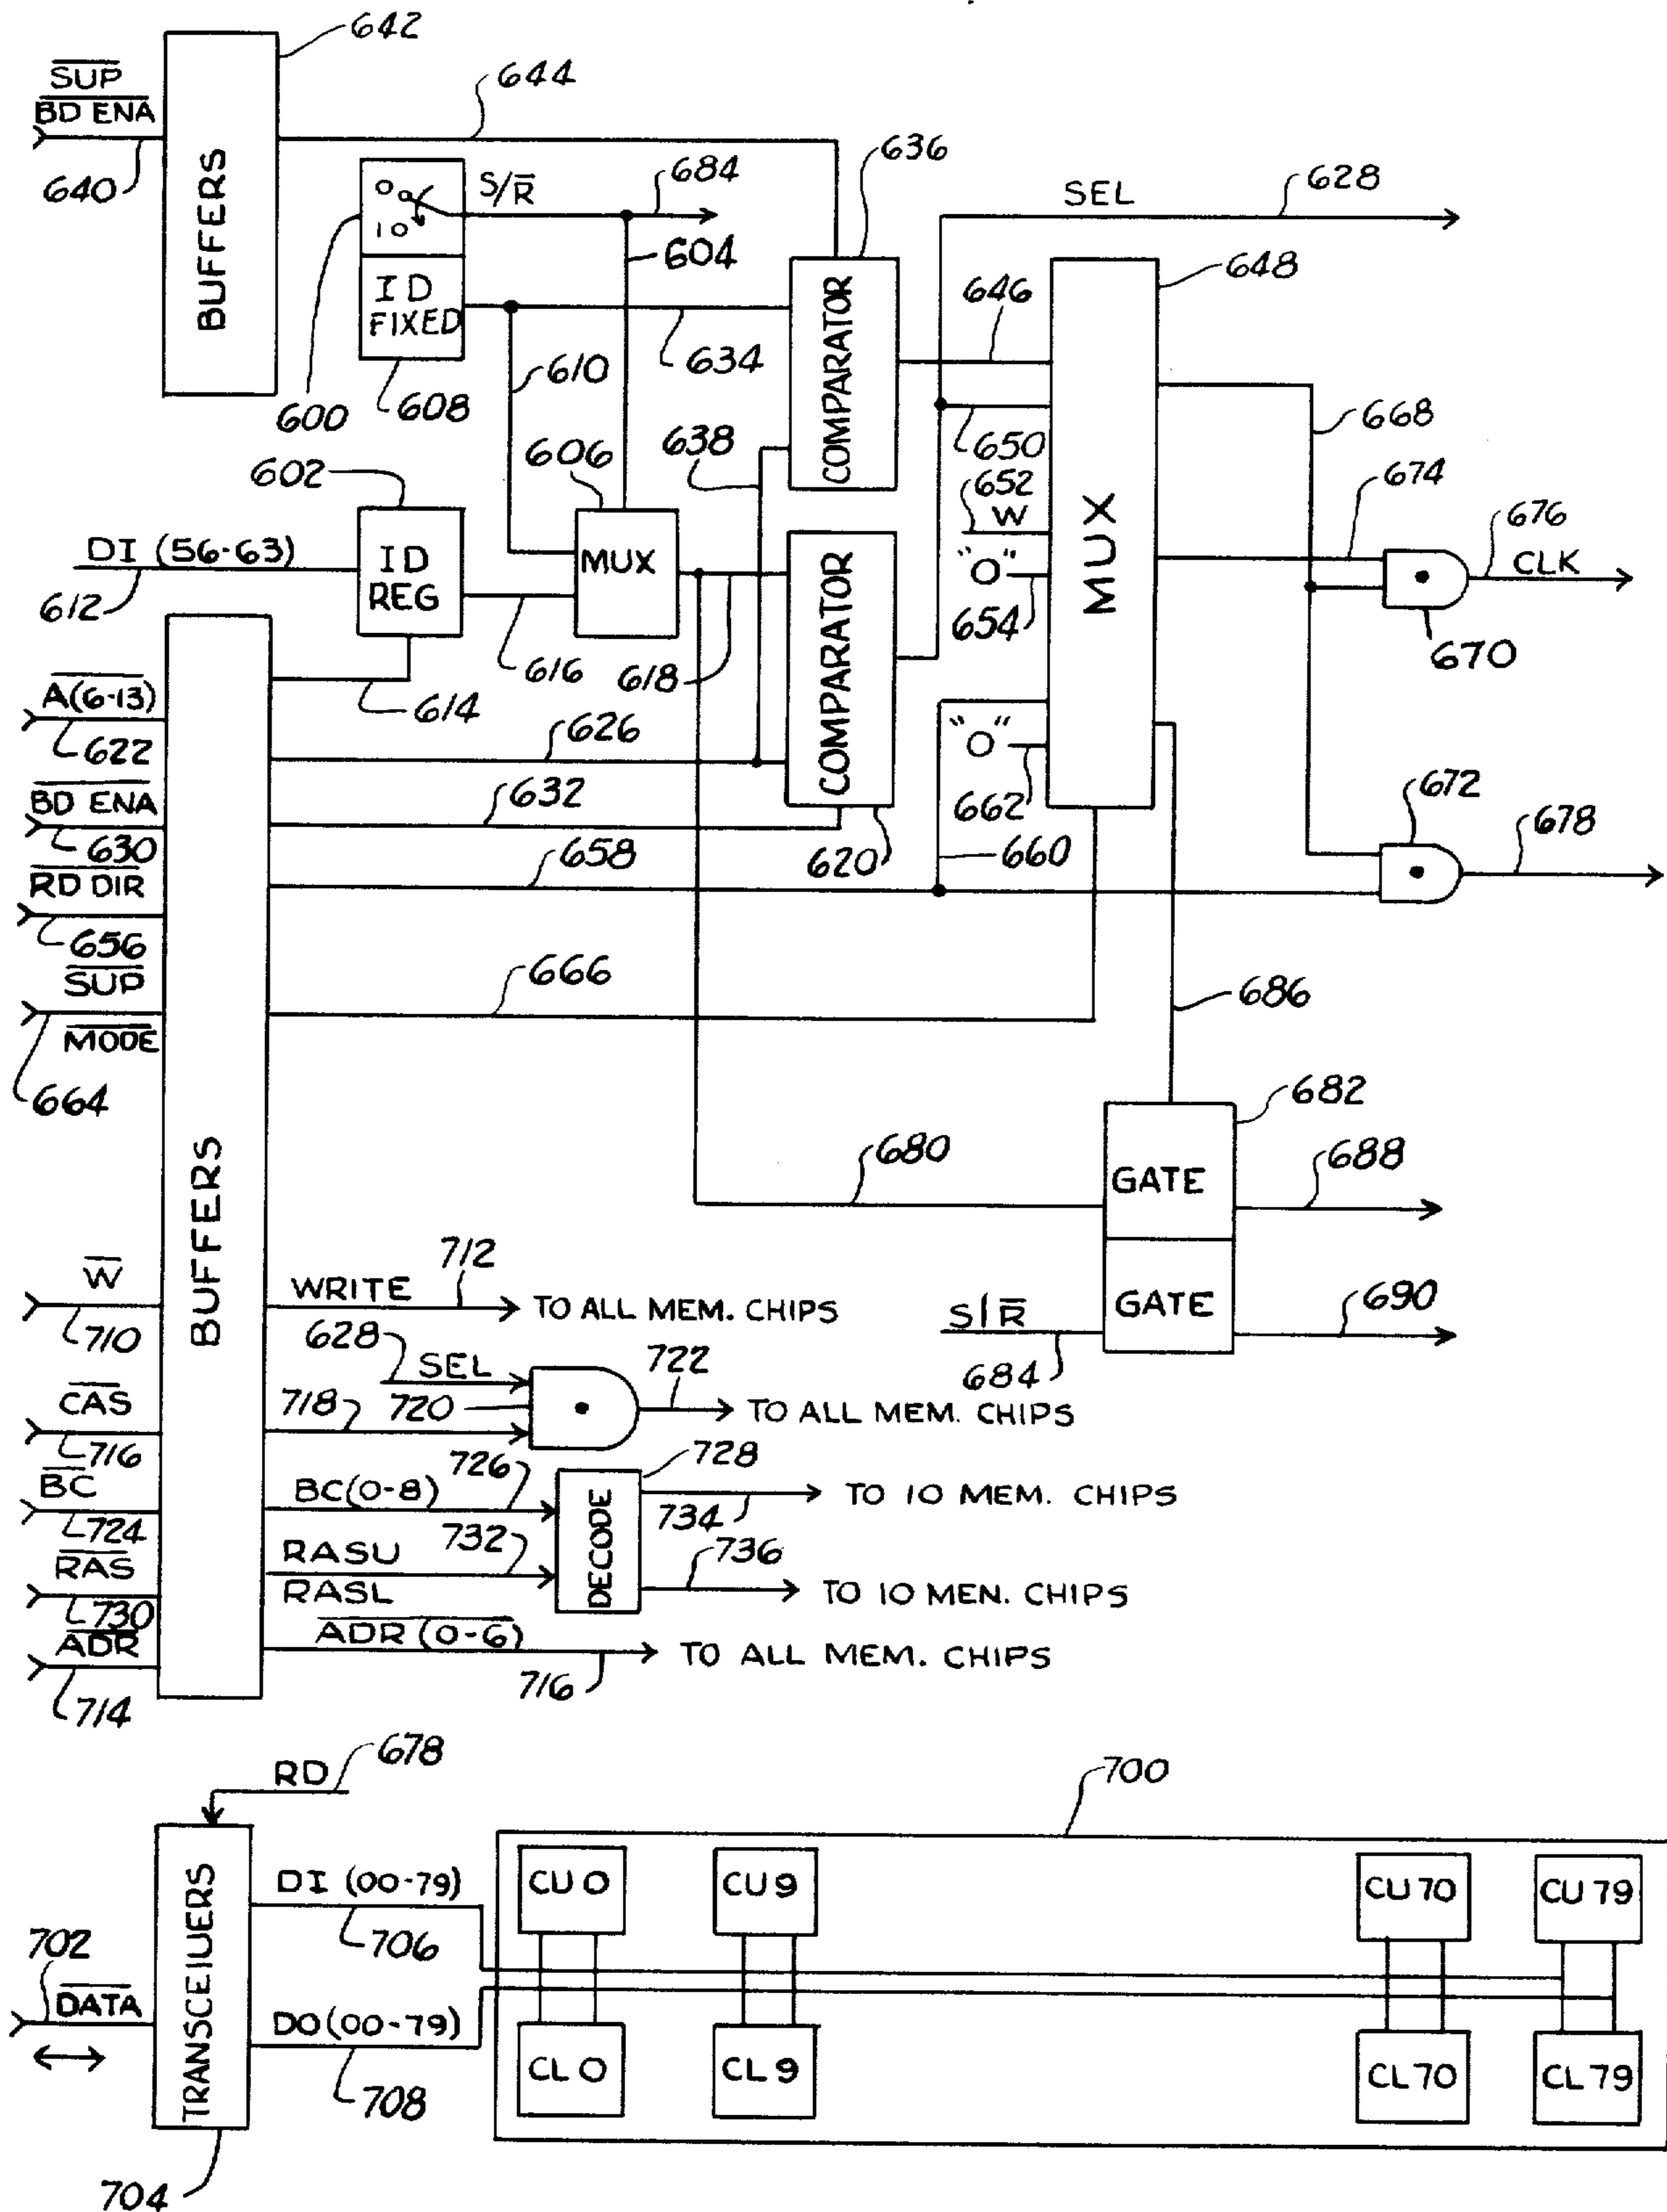 642
SUP
BD ENA
640
BUFFERS
644
0
1
S/R
684
604
ID
FIXED
600
608
610
634
636
COMPARATOR
SEL
628
646
648
650
652
W
"0"
654
MUX
668
674
676
CLK
670
602
DI (56-63)
612
ID
REG
606
MUX
638
616
618
COMPARATOR
620
A(6-13)
622
614
626
BD ENA
630
632
RD DIR
656
658
"0"
662
660
672
678
SUP
MODE
664
666
686
BUFFERS
680
682
GATE
688
GATE
S/R
684
690
W
710
WRITE
712
TO ALL MEM. CHIPS
628
SEL
CAS
716
718
720
722
TO ALL MEM. CHIPS
BC
724
BC(0-8)
726
728
DECODE
734
TO 10 MEM. CHIPS
RAS
730
RASU
RASL
732
736
TO 10 MEN. CHIPS
ADR
714
ADR (0-6)
716
TO ALL MEM. CHIPS
RD
678
700
TRANSCEIVERS
DI (00-79)
706
702
DATA
DO(00-79)
708
704
CU 0
CU 9
CU 70
CU 79
CL 0
CL 9
CL 70
CL 79